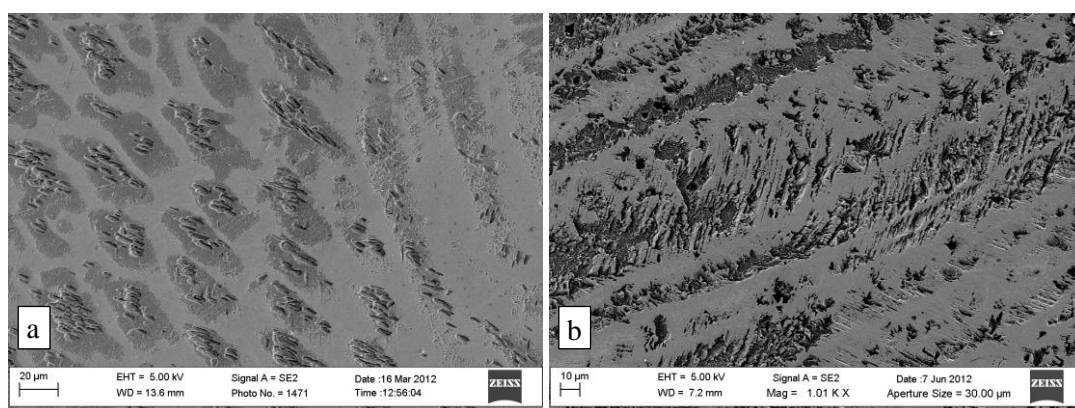 a
20 µm
EHT = 5.00 kV
WD = 13.6 mm
Signal A = SE2
Photo No. = 1471
Date :16 Mar 2012
Time :12:56:04
ZEISS
b
10 µm
EHT = 5.00 kV
WD = 7.2 mm
Signal A = SE2
Mag = 1.01 K X
Date :7 Jun 2012
Aperture Size = 30.00 µm
ZEISS